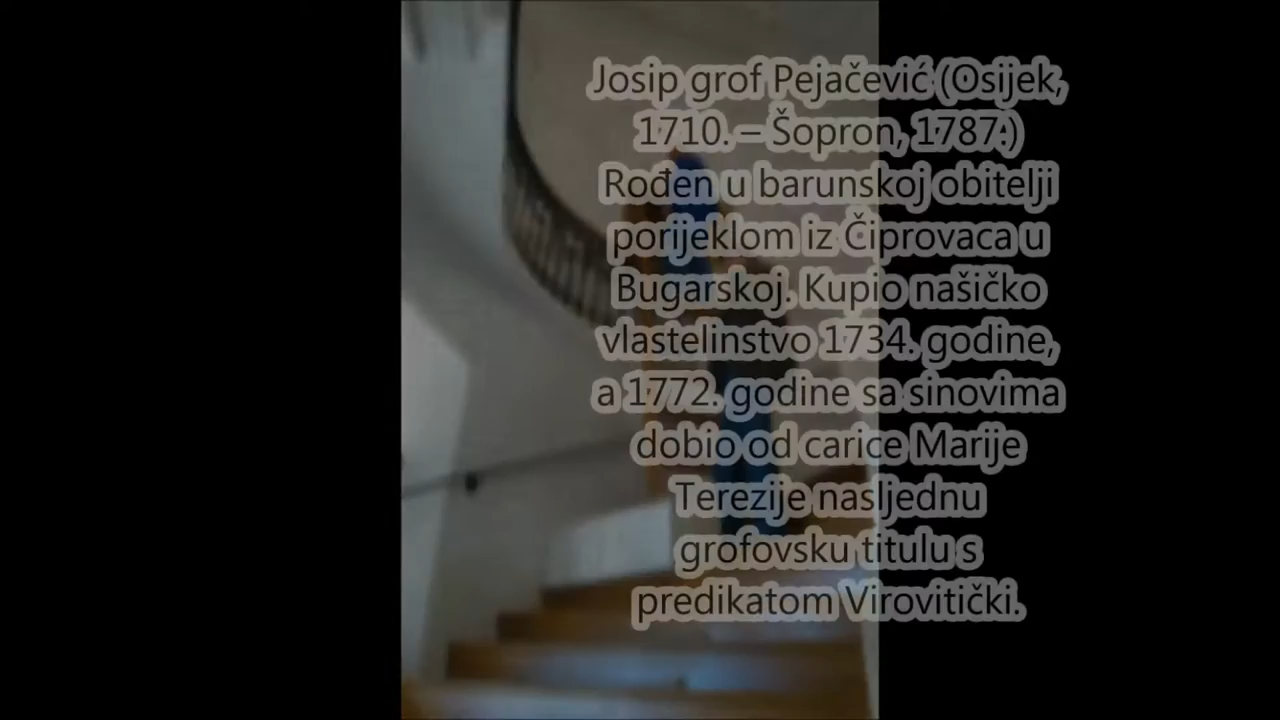 Josip grof Pejačević (Osijek,
1710. – Šopron, 1787.)
Rođen u barunskoj obitelji
porijeklom iz Čiprovaca u
Bugarskoj. Kupio našičko
vlastelinstvo 1734. godine,
a 1772. godine sa sinovima
dobio od carice Marije
Terezije nasljednu
grofovsku titulu s
predikatom Virovitički.